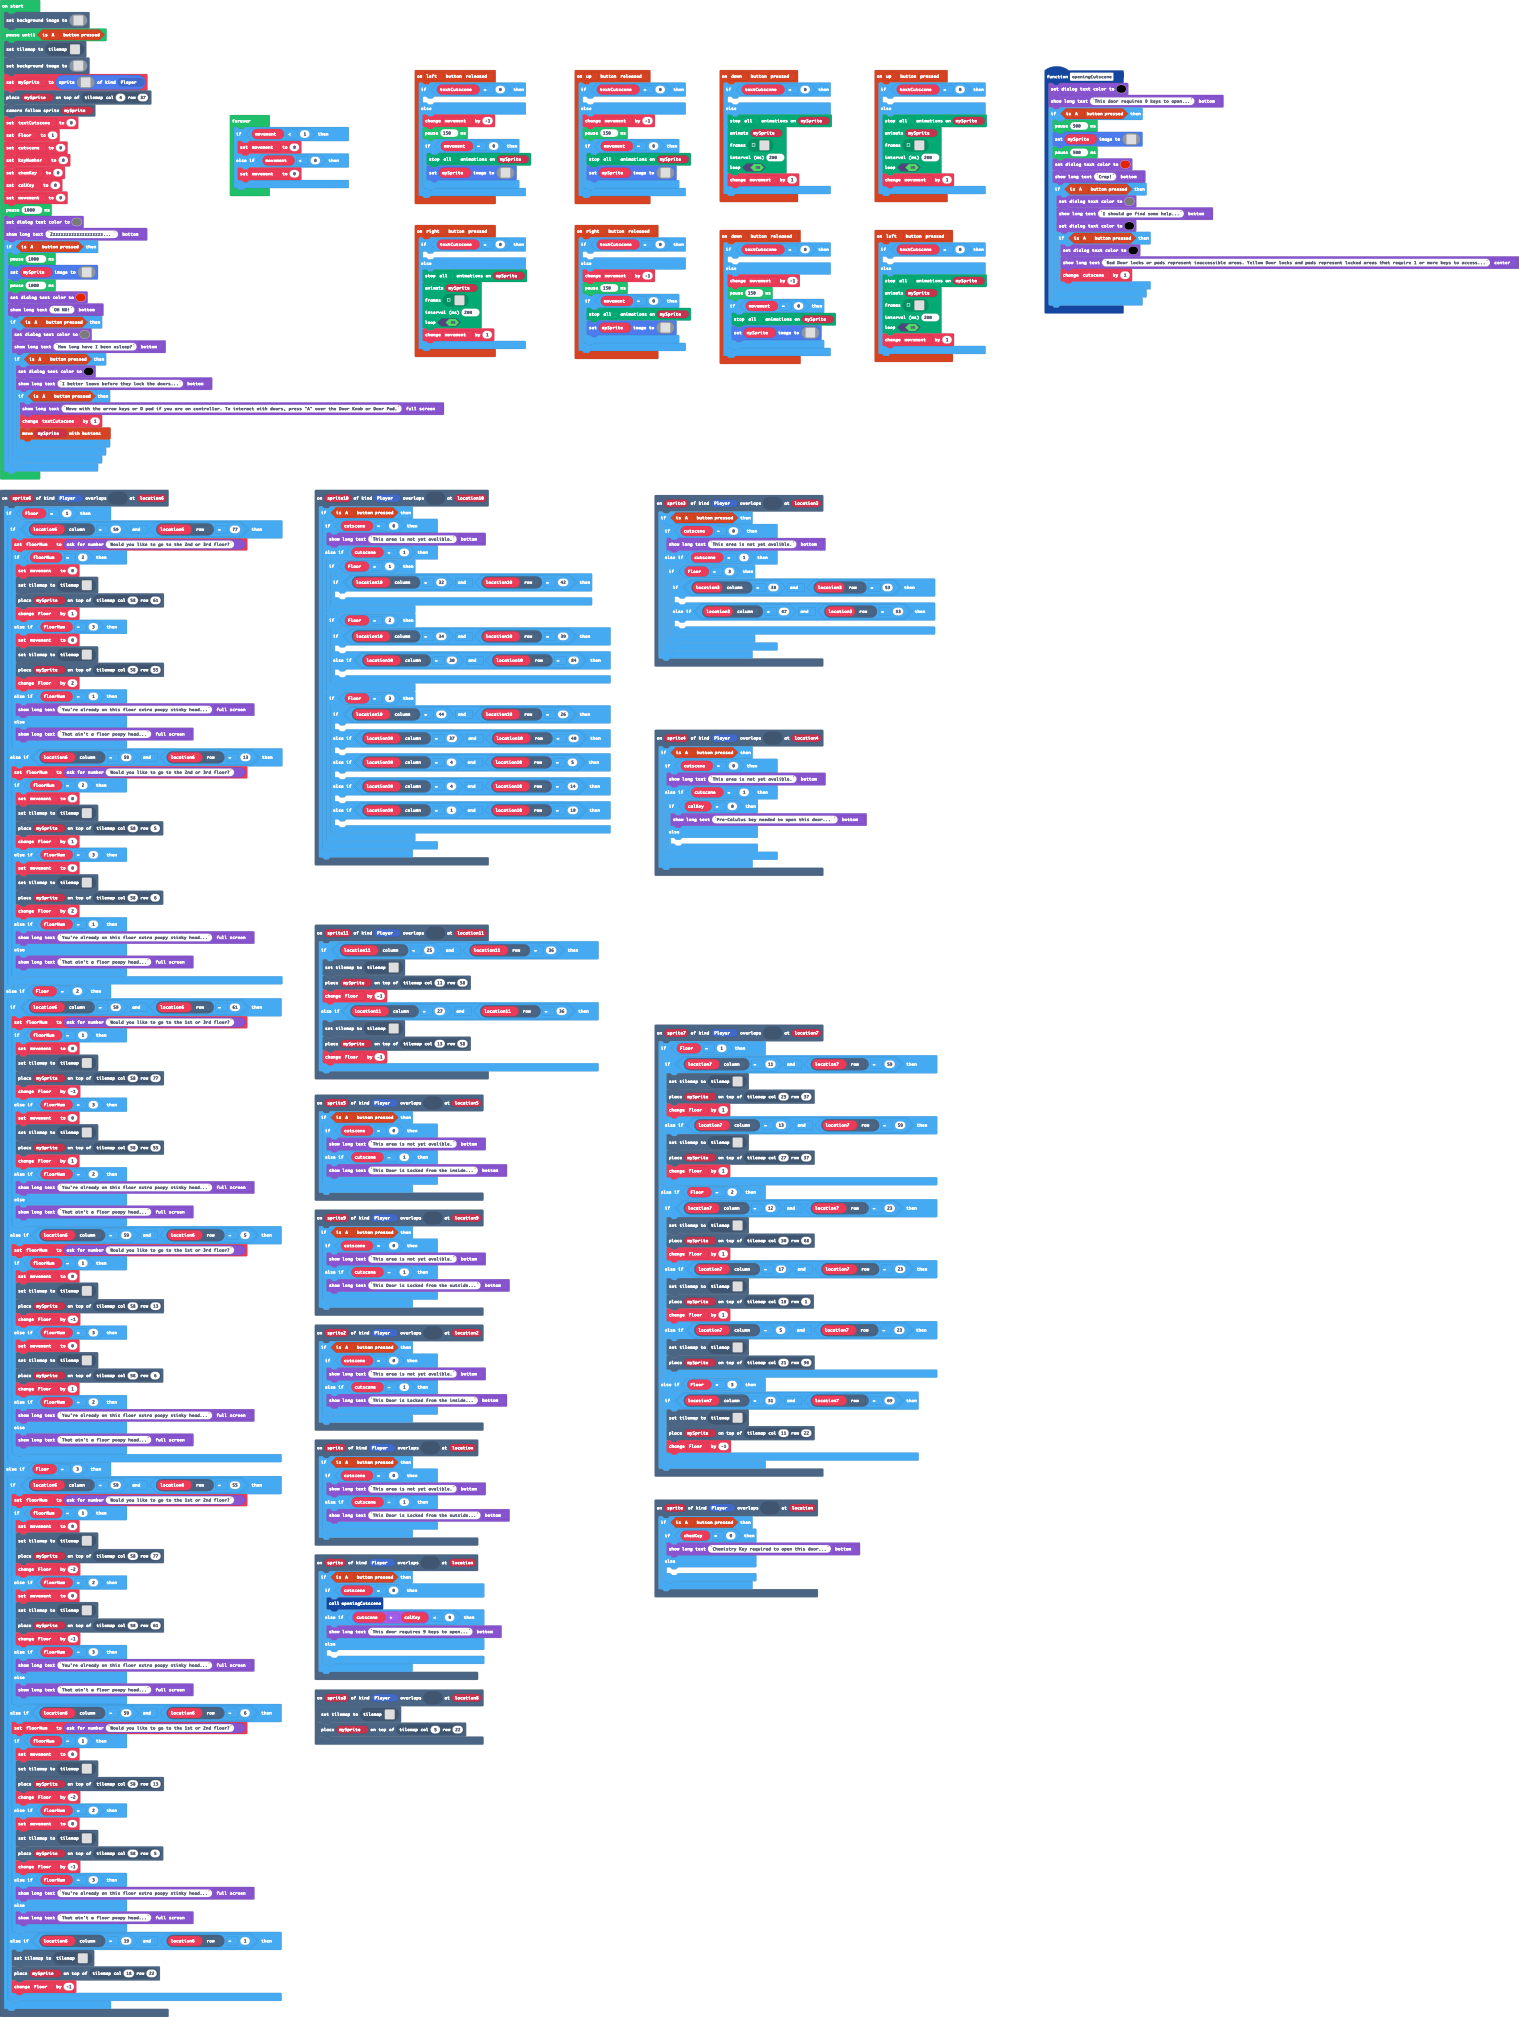 on start
set background image to
pause until is A button pressed
set tilemap to tilemap
set background image to
set mySprite to sprite of kind Player
place mySprite on top of tilemap col 4 row 37
camera follow sprite mySprite
set textCutscene to 0
set Floor to 1
set cutscene to 0
set keyNumber to 0
set chemKey to 0
set calKey to 0
set movement to 0
pause 1000 ms
set dialog text color to
show long text bottom
if is A button pressed then
pause 1000 ms
set mySprite image to
pause 1000 ms
set dialog text color to
show long text OH NO! bottom
if is A button pressed then
set dialog text color to
show long text How long have I been asleep? bottom
if is A button pressed then
set dialog text color to
show long text I better leave before they lock the doors... bottom
if is A button pressed then
show long text Move with the arrow keys or D pad if you are on controller. To interact with doors, press "A" over the Door Knob or Door Pad. full screen
change textCutscene by 1
move mySprite with buttons
forever
if movement < 1 then
set movement to 0
else if movement < 0 then
set movement to 0
on left button released
if textCutscene = 0 then
else
change movement by -1
pause 150 ms
if movement = 0 then
stop all animations on mySprite
set mySprite image to
on up button released
if textCutscene = 0 then
else
change movement by -1
pause 150 ms
if movement = 0 then
stop all animations on mySprite
set mySprite image to
on down button pressed
if textCutscene = 0 then
else
stop all animations on mySprite
animate mySprite
frames
interval (ms) 200
loop
change movement by 1
on up button pressed
if textCutscene = 0 then
else
stop all animations on mySprite
animate mySprite
frames
interval (ms) 200
loop
change movement by 1
on right button pressed
if textCutscene = 0 then
else
stop all animations on mySprite
animate mySprite
frames
interval (ms) 200
loop
change movement by 1
on right button released
if textCutscene = 0 then
else
change movement by -1
pause 150 ms
if movement = 0 then
stop all animations on mySprite
set mySprite image to
on down button released
if textCutscene = 0 then
else
change movement by -1
pause 150 ms
if movement = 0 then
stop all animations on mySprite
set mySprite image to
on left button pressed
if textCutscene = 0 then
else
stop all animations on mySprite
animate mySprite
frames
interval (ms) 200
loop
change movement by 1
function openingCutscene
set dialog text color to
show long text This door requires 9 keys to open... bottom
if is A button pressed then
pause 500 ms
set mySprite image to
pause 500 ms
set dialog text color to
show long text Crap! bottom
if is A button pressed then
set dialog text color to
show long text I should go find some help... bottom
set dialog text color to
if is A button pressed then
set dialog text color to
show long text Red Door locks or pads represent inaccessible areas. Yellow Door locks and pads represent locked areas that require 1 or more keys to access... center
change cutscene by 1
on sprite6 of kind Player overlaps at location6
if Floor = 1 then
if location6 column = 59 and location6 row = 77 then
set floorNum to ask for number Would you like to go to the 2nd or 3rd floor?
if floorNum = 2 then
set movement to 0
set tilemap to tilemap
place mySprite on top of tilemap col 58 row 61
change Floor by 1
else if floorNum = 3 then
set movement to 0
set tilemap to tilemap
place mySprite on top of tilemap col 58 row 55
change Floor by 2
else if floorNum = 1 then
show long text You're already on this floor extra poopy stinky head... full screen
else
show long text That ain't a floor poopy head... full screen
else if location6 column = 59 and location6 row = 13 then
set floorNum to ask for number Would you like to go to the 2nd or 3rd floor?
if floorNum = 2 then
set movement to 0
set tilemap to tilemap
place mySprite on top of tilemap col 58 row 5
change Floor by 1
else if floorNum = 3 then
set movement to 0
set tilemap to tilemap
place mySprite on top of tilemap col 58 row 6
change Floor by 2
else if floorNum = 1 then
show long text You're already on this floor extra poopy stinky head... full screen
else
show long text That ain't a floor poopy head... full screen
else if Floor = 2 then
if location6 column = 59 and location6 row = 61 then
set floorNum to ask for number Would you like to go to the 1st or 3rd floor?
if floorNum = 1 then
set movement to 0
set tilemap to tilemap
place mySprite on top of tilemap col 58 row 77
change Floor by -1
else if floorNum = 3 then
set movement to 0
set tilemap to tilemap
place mySprite on top of tilemap col 58 row 55
change Floor by 1
else if floorNum = 2 then
show long text You're already on this floor extra poopy stinky head... full screen
else
show long text That ain't a floor poopy head... full screen
else if location6 column = 59 and location6 row = 5 then
set floorNum to ask for number Would you like to go to the 1st or 3rd floor?
if floorNum = 1 then
set movement to 0
set tilemap to tilemap
place mySprite on top of tilemap col 58 row 13
change Floor by -1
else if floorNum = 3 then
set movement to 0
set tilemap to tilemap
place mySprite on top of tilemap col 58 row 6
change Floor by 1
else if floorNum = 2 then
show long text You're already on this floor extra poopy stinky head... full screen
else
show long text That ain't a floor poopy head... full screen
else if Floor = 3 then
if location6 column = 59 and location6 row = 55 then
set floorNum to ask for number Would you like to go to the 1st or 2nd floor?
if floorNum = 1 then
set movement to 0
set tilemap to tilemap
place mySprite on top of tilemap col 58 row 77
change Floor by -2
else if floorNum = 2 then
set movement to 0
set tilemap to tilemap
place mySprite on top of tilemap col 58 row 61
change Floor by -1
else if floorNum = 3 then
show long text You're already on this floor extra poopy stinky head... full screen
else
show long text That ain't a floor poopy head... full screen
else if location6 column = 59 and location6 row = 6 then
set floorNum to ask for number Would you like to go to the 1st or 2nd floor?
if floorNum = 1 then
set movement to 0
set tilemap to tilemap
place mySprite on top of tilemap col 58 row 13
change Floor by -2
else if floorNum = 2 then
set movement to 0
set tilemap to tilemap
place mySprite on top of tilemap col 58 row 5
change Floor by -1
else if floorNum = 3 then
show long text You're already on this floor extra poopy stinky head... full screen
else
show long text That ain't a floor poopy head... full screen
else if location6 column = 19 and location6 row = 1 then
set tilemap to tilemap
place mySprite on top of tilemap col 18 row 22
change Floor by -1
on sprite10 of kind Player overlaps at location10
if is A button pressed then
if cutscene = 0 then
show long text This area is not yet avalible. bottom
else if cutscene = 1 then
if Floor = 1 then
if location10 column = 32 and location10 row = 42 then
if Floor = 2 then
if location10 column = 34 and location10 row = 39 then
else if location10 column = 30 and location10 row = 84 then
if Floor = 3 then
if location10 column = 44 and location10 row = 26 then
else if location10 column = 37 and location10 row = 49 then
else if location10 column = 4 and location10 row = 5 then
else if location10 column = 4 and location10 row = 14 then
else if location10 column = 1 and location10 row = 19 then
on sprite11 of kind Player overlaps at location11
if location11 column = 25 and location11 row = 36 then
set tilemap to tilemap
place mySprite on top of tilemap col 11 row 58
change Floor by -1
else if location11 column = 27 and location11 row = 36 then
set tilemap to tilemap
place mySprite on top of tilemap col 13 row 58
change Floor by -1
on sprite5 of kind Player overlaps at location5
if is A button pressed then
if cutscene = 0 then
show long text This area is not yet avalible. bottom
else if cutscene = 1 then
show long text This Door is Locked from the inside... bottom
on sprite9 of kind Player overlaps at location9
if is A button pressed then
if cutscene = 0 then
show long text This area is not yet avalible. bottom
else if cutscene = 1 then
show long text This Door is Locked from the outside... bottom
on sprite2 of kind Player overlaps at location2
if is A button pressed then
if cutscene = 0 then
show long text This area is not yet avalible. bottom
else if cutscene = 1 then
show long text This Door is Locked from the inside... bottom
on sprite of kind Player overlaps at location
if is A button pressed then
if cutscene = 0 then
show long text This area is not yet avalible. bottom
else if cutscene = 1 then
show long text This Door is Locked from the outside... bottom
on sprite of kind Player overlaps at location
if is A button pressed then
if cutscene = 0 then
call openingCutscene
else if cutscene + calKey < 9 then
show long text This door requires 9 keys to open... bottom
else
on sprite8 of kind Player overlaps at location8
set tilemap to tilemap
place mySprite on top of tilemap col 5 row 22
on sprite3 of kind Player overlaps at location3
if is A button pressed then
if cutscene = 0 then
show long text This area is not yet avalible. bottom
else if cutscene = 1 then
if Floor = 3 then
if location3 column = 38 and location3 row = 53 then
else if location3 column = 47 and location3 row = 53 then
on sprite4 of kind Player overlaps at location4
if is A button pressed then
if cutscene = 0 then
show long text This area is not yet avalible. bottom
else if cutscene = 1 then
if calKey = 0 then
show long text Pre-Calulus key needed to open this door... bottom
else
on sprite7 of kind Player overlaps at location7
if Floor = 1 then
if location7 column = 11 and location7 row = 59 then
set tilemap to tilemap
place mySprite on top of tilemap col 25 row 37
change Floor by 1
else if location7 column = 13 and location7 row = 59 then
set tilemap to tilemap
place mySprite on top of tilemap col 27 row 37
change Floor by 1
else if Floor = 2 then
if location7 column = 12 and location7 row = 23 then
set tilemap to tilemap
place mySprite on top of tilemap col row
change Floor by 1
else if location7 column = 17 and location7 row = 23 then
set tilemap to tilemap
place mySprite on top of tilemap col 18 row
change Floor by 1
else if location7 column = 5 and location7 row = 23 then
set tilemap to tilemap
place mySprite on top of tilemap col row
else if Floor = 3 then
if location7 column = 31 and location7 row = 69 then
set tilemap to tilemap
place mySprite on top of tilemap col 11 row 22
change Floor by -1
on sprite of kind Player overlaps at location
if is A button pressed then
if chemKey = 0 then
show long text Chemistry Key required to open this door... bottom
else